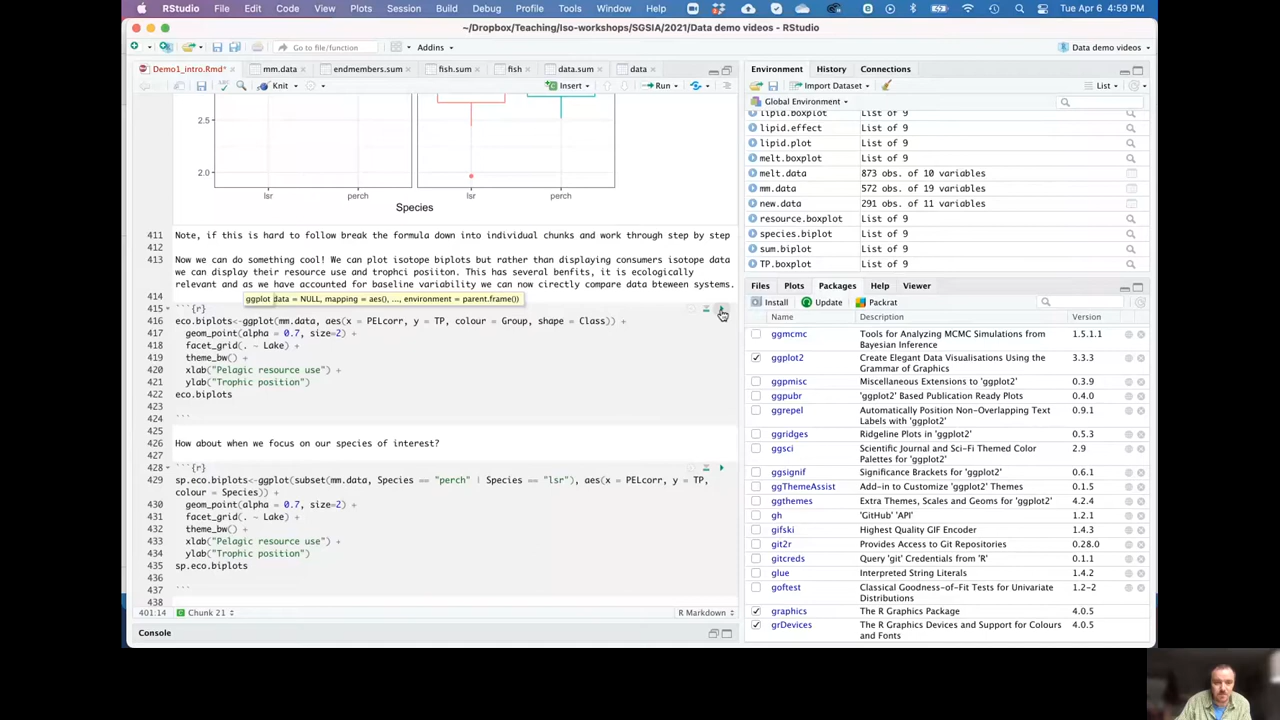 RStudio File Edit Code View Plots Session Build Debug Profile Tools Window Help Tue Apr 6 4:59 PM
~/Dropbox/Teaching/Iso-workshops/SGSIA/2021/Data demo videos - RStudio
Go to file/function Addins Data demo videos
Demo1_intro.Rmd* mm.data endmembers.sum fish.sum fish data.sum data
Knit Insert Run
2.5
2.0
lsr perch lsr perch
Species
411 Note, if this is hard to follow break the formula down into individual chunks and work through step by step
412
413 Now we can do something cool! We can plot isotope biplots but rather than displaying consumers isotope data
we can display their resource use and trophci posiiton. This has several benfits, it is ecologically
relevant and as we have accounted for baseline variability we can now cirectly compare data bteween systems.
414
ggplot(data = NULL, mapping = aes(), ..., environment = parent.frame())
415 ```{r}
416 eco.biplots<-ggplot(mm.data, aes(x = PELcorr, y = TP, colour = Group, shape = Class)) +
417 geom_point(alpha = 0.7, size=2) +
418 facet_grid(. ~ Lake) +
419 theme_bw() +
420 xlab("Pelagic resource use") +
421 ylab("Trophic position")
422 eco.biplots
423
424 ```
425
426 How about when we focus on our species of interest?
427
428 ```{r}
429 sp.eco.biplots<-ggplot(subset(mm.data, Species == "perch" | Species == "lsr"), aes(x = PELcorr, y = TP,
colour = Species)) +
430 geom_point(alpha = 0.7, size=2) +
431 facet_grid(. ~ Lake) +
432 theme_bw() +
433 xlab("Pelagic resource use") +
434 ylab("Trophic position")
435 sp.eco.biplots
436
437 ```
438
401:14 Chunk 21 R Markdown
Console
Environment History Connections
Import Dataset List
Global Environment
lipid.boxplot List of 9
lipid.effect List of 9
lipid.plot List of 9
melt.boxplot List of 9
melt.data 873 obs. of 10 variables
mm.data 572 obs. of 19 variables
new.data 291 obs. of 11 variables
resource.boxplot List of 9
species.biplot List of 9
sum.biplot List of 9
TP.boxplot List of 9
Files Plots Packages Help Viewer
Install Update Packrat
Name Description Version
ggmcmc Tools for Analyzing MCMC Simulations from 1.5.1.1
Bayesian Inference
ggplot2 Create Elegant Data Visualisations Using the 3.3.3
Grammar of Graphics
ggpmisc Miscellaneous Extensions to 'ggplot2' 0.3.9
ggpubr 'ggplot2' Based Publication Ready Plots 0.4.0
ggrepel Automatically Position Non-Overlapping Text 0.9.1
Labels with 'ggplot2'
ggridges Ridgeline Plots in 'ggplot2' 0.5.3
ggsci Scientific Journal and Sci-Fi Themed Color 2.9
Palettes for 'ggplot2'
ggsignif Significance Brackets for 'ggplot2' 0.6.1
ggThemeAssist Add-in to Customize 'ggplot2' Themes 0.1.5
ggthemes Extra Themes, Scales and Geoms for 'ggplot2' 4.2.4
gh 'GitHub' 'API' 1.2.0
gifski Highest Quality GIF Encoder 1.4.3
git2r Provides Access to Git Repositories 0.28.0
gitcreds Query 'git' Credentials from 'R' 0.1.1
glue Interpreted String Literals 1.4.2
goftest Classical Goodness-of-Fit Tests for Univariate 1.2-2
Distributions
graphics The R Graphics Package 4.0.5
grDevices The R Graphics Devices and Support for Colours 4.0.5
and Fonts